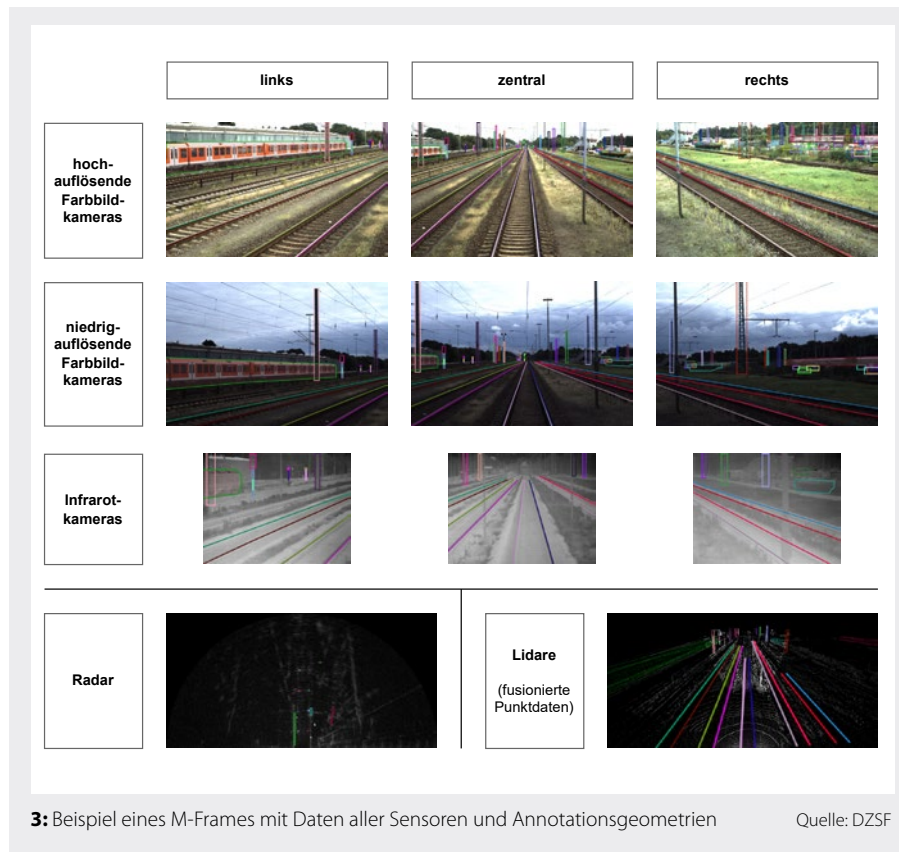 links
zentral
rechts
hoch-
auflösende
Farbbild-
kameras
niedrig-
auflösende
Farbbild-
kameras
Infrarot-
kameras
Radar
Lidare
(fusionierte
Punktdaten)
3: Beispiel eines M-Frames mit Daten aller Sensoren und Annotationsgeometrien
Quelle: DZSF